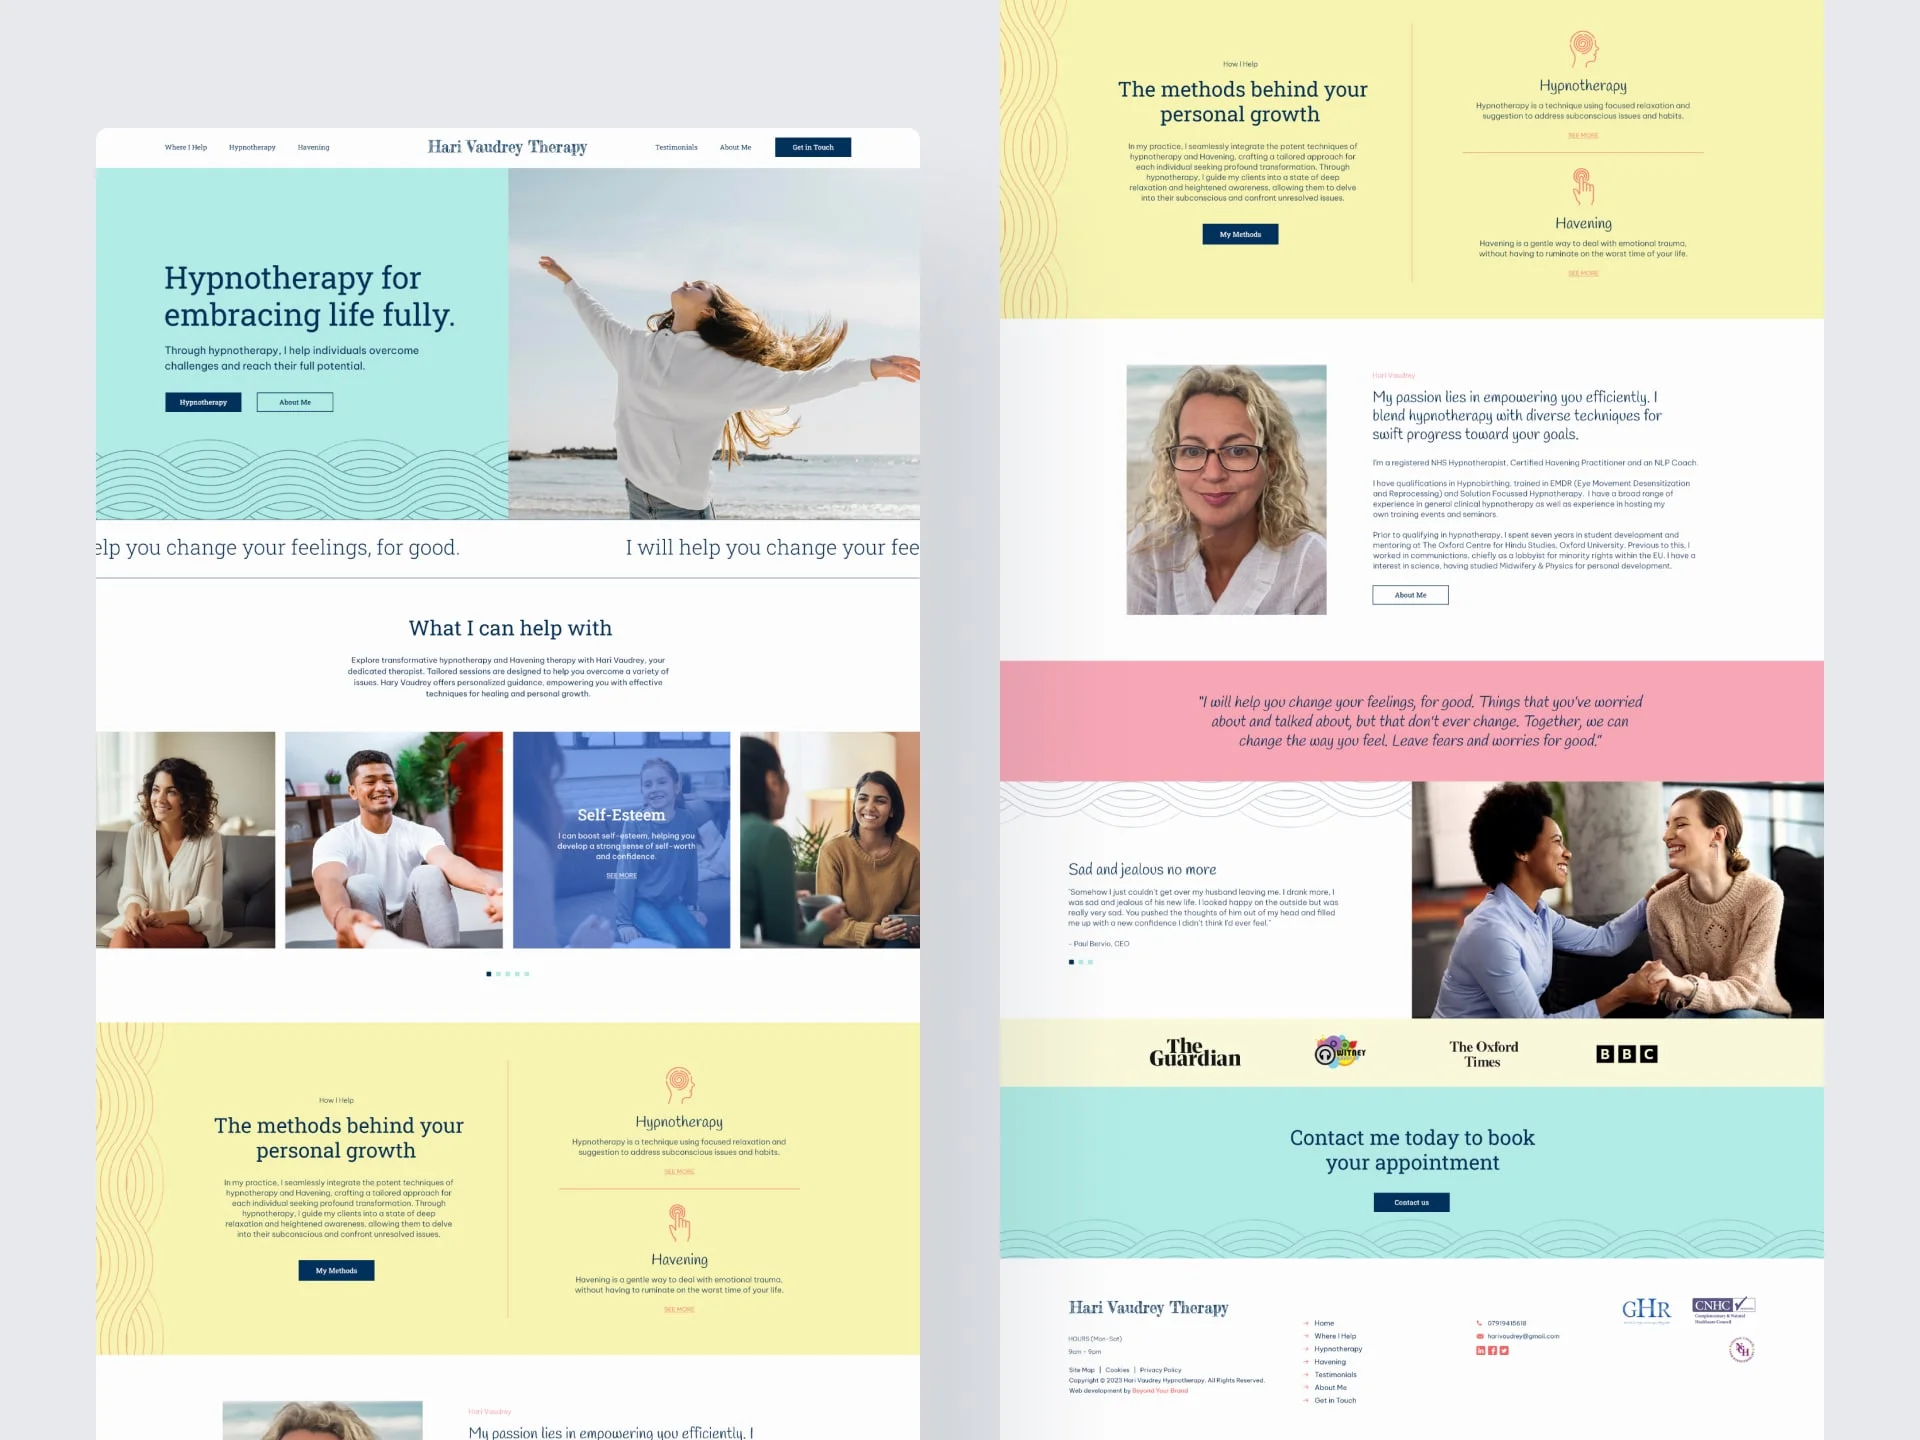 Where I Help
Hypnotherapy
Havening
Hari Vaudrey Therapy
Testimonials
About Me
Get in Touch
Hypnotherapy for
embracing life fully.
Through hypnotherapy, I help individuals overcome
challenges and reach their full potential.
Hypnotherapy
About Me
elp you change your feelings, for good.
I will help you change your fee
What I can help with
Explore transformative hypnotherapy and Havening therapy with Hari Vaudrey, your
dedicated therapist. Tailored sessions are designed to help you overcome a variety of
issues. Hary Vaudrey offers personalized guidance, empowering you with effective
techniques for healing and personal growth.
Self-Esteem
I can boost self-esteem, helping you
develop a strong sense of self-worth
and confidence.
SEE MORE
How I Help
The methods behind your
personal growth
In my practice, I seamlessly integrate the potent techniques of
hypnotherapy and Havening, crafting a tailored approach for
each individual seeking profound transformation. Through
hypnotherapy, I guide my clients into a state of deep
relaxation and heightened awareness, allowing them to delve
into their subconscious and confront unresolved issues.
My Methods
Hypnotherapy
Hypnotherapy is a technique using focused relaxation and
suggestion to address subconscious issues and habits.
SEE MORE
Havening
Havening is a gentle way to deal with emotional trauma,
without having to ruminate on the worst time of your life.
SEE MORE
Hari Vaudrey
My passion lies in empowering you efficiently. I
How I Help
The methods behind your
personal growth
In my practice, I seamlessly integrate the potent techniques of
hypnotherapy and Havening, crafting a tailored approach for
each individual seeking profound transformation. Through
hypnotherapy, I guide my clients into a state of deep
relaxation and heightened awareness, allowing them to delve
into their subconscious and confront unresolved issues.
My Methods
Hypnotherapy
Hypnotherapy is a technique using focused relaxation and
suggestion to address subconscious issues and habits.
SEE MORE
Havening
Havening is a gentle way to deal with emotional trauma,
without having to ruminate on the worst time of your life.
SEE MORE
Hari Vaudrey
My passion lies in empowering you efficiently. I
blend hypnotherapy with diverse techniques for
swift progress toward your goals.
I'm a registered NHS Hypnotherapist, Certified Havening Practitioner and an NLP Coach.
I have qualifications in Hypnobirthing, trained in EMDR (Eye Movement Desensitization
and Reprocessing) and Solution Focussed Hypnotherapy. I have a broad range of
experience in general clinical hypnotherapy as well as experience in hosting my
own training events and seminars.
Prior to qualifying in hypnotherapy, I spent seven years in student development and
mentoring at The Oxford Centre for Hindu Studies, Oxford University. Previous to this, I
worked in communications, chiefly as a lobbyist for minority rights within the EU. I have a
interest in science, having studied Midwifery & Physics for personal development.
About Me
"I will help you change your feelings, for good. Things that you've worried
about and talked about, but that don't ever change. Together, we can
change the way you feel. Leave fears and worries for good."
Sad and jealous no more
"Somehow I just couldn't get over my husband leaving me. I drank more, I
was sad and jealous of his new life. I looked happy on the outside but was
really very sad. You pushed the thoughts of him out of my head and filled
me up with a new confidence I didn't think I'd ever feel."
- Paul Bervio, CEO
The
Guardian
WITNEY
The Oxford
Times
BBC
Contact me today to book
your appointment
Contact us
Hari Vaudrey Therapy
HOURS (Mon-Sat)
9am - 9pm
Site Map | Cookies | Privacy Policy
Copyright © 2023 Hari Vaudrey Hypnotherapy. All Rights Reserved.
Web development by Beyond Your Brand
Home
Where I Help
Hypnotherapy
Havening
Testimonials
About Me
Get in Touch
07919415618
harivaudrey@gmail.com
GHR
CNHC
Complementary & Natural
Healthcare Council
NCH